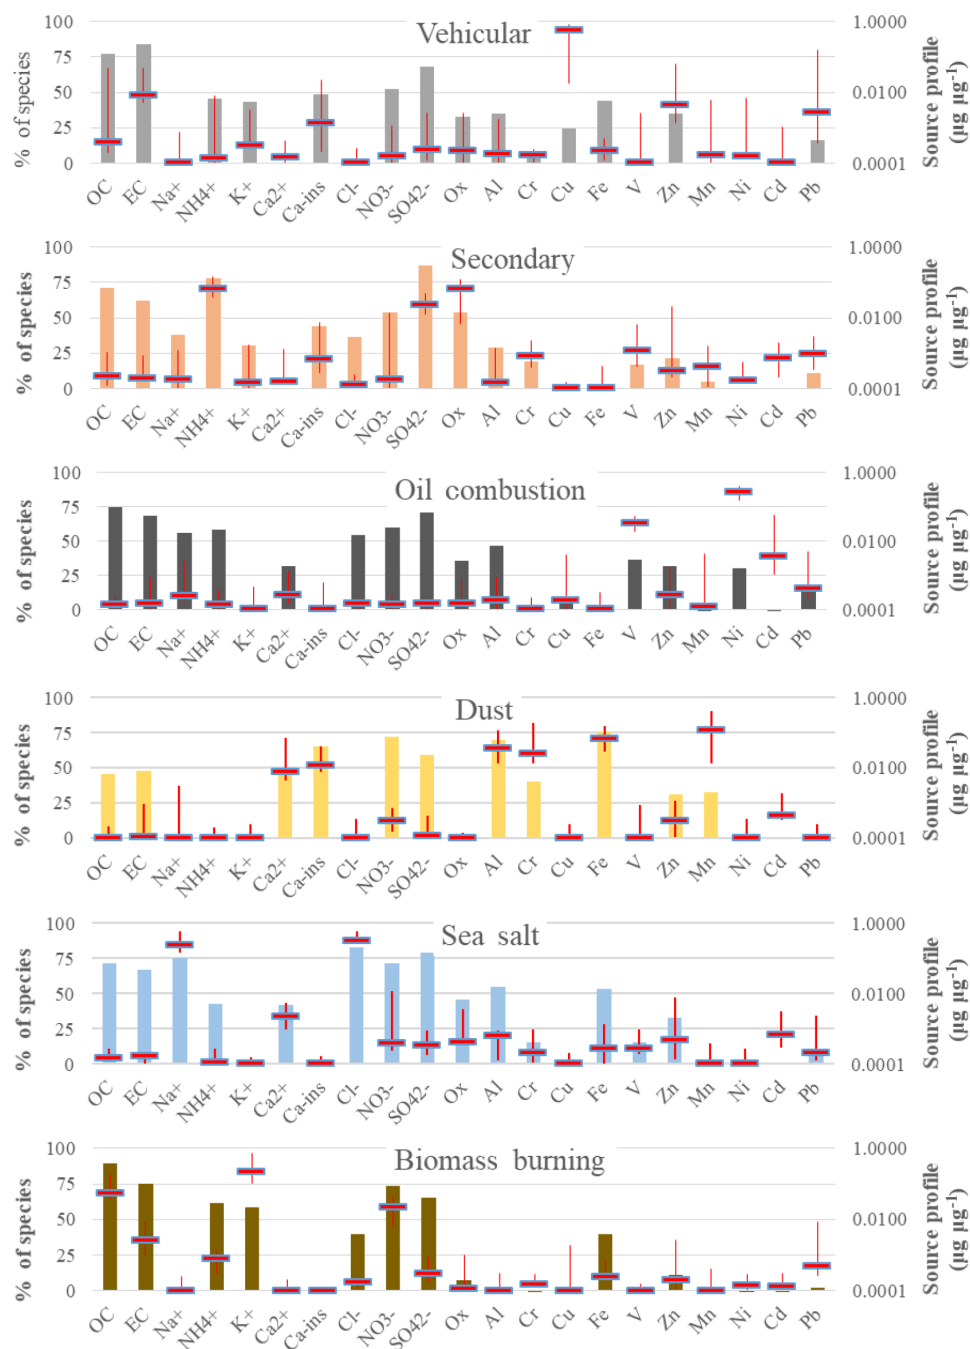 Vehicular
% of species
100
75
50
25
0
1.0000
0.0100
0.0001
Source profile
(µg µg-1)
OC EC Na+ NH4+ K+ Ca2+ Ca-ins Cl- NO3- SO42- Ox Al Cr Cu Fe V Zn Mn Ni Cd Pb
Secondary
% of species
100
75
50
25
0
1.0000
0.0100
0.0001
Source profile
(µg µg-1)
OC EC Na+ NH4+ K+ Ca2+ Ca-ins Cl- NO3- SO42- Ox Al Cr Cu Fe V Zn Mn Ni Cd Pb
Oil combustion
% of species
100
75
50
25
0
1.0000
0.0100
0.0001
Source profile
(µg µg-1)
OC EC Na+ NH4+ K+ Ca2+ Ca-ins Cl- NO3- SO42- Ox Al Cr Cu Fe V Zn Mn Ni Cd Pb
Dust
% of species
100
75
50
25
0
1.0000
0.0100
0.0001
Source profile
(µg µg-1)
OC EC Na+ NH4+ K+ Ca2+ Ca-ins Cl- NO3- SO42- Ox Al Cr Cu Fe V Zn Mn Ni Cd Pb
Sea salt
% of species
100
75
50
25
0
1.0000
0.0100
0.0001
Source profile
(µg µg-1)
OC EC Na+ NH4+ K+ Ca2+ Ca-ins Cl- NO3- SO42- Ox Al Cr Cu Fe V Zn Mn Ni Cd Pb
Biomass burning
% of species
100
75
50
25
0
1.0000
0.0100
0.0001
Source profile
(µg µg-1)
OC EC Na+ NH4+ K+ Ca2+ Ca-ins Cl- NO3- SO42- Ox Al Cr Cu Fe V Zn Mn Ni Cd Pb